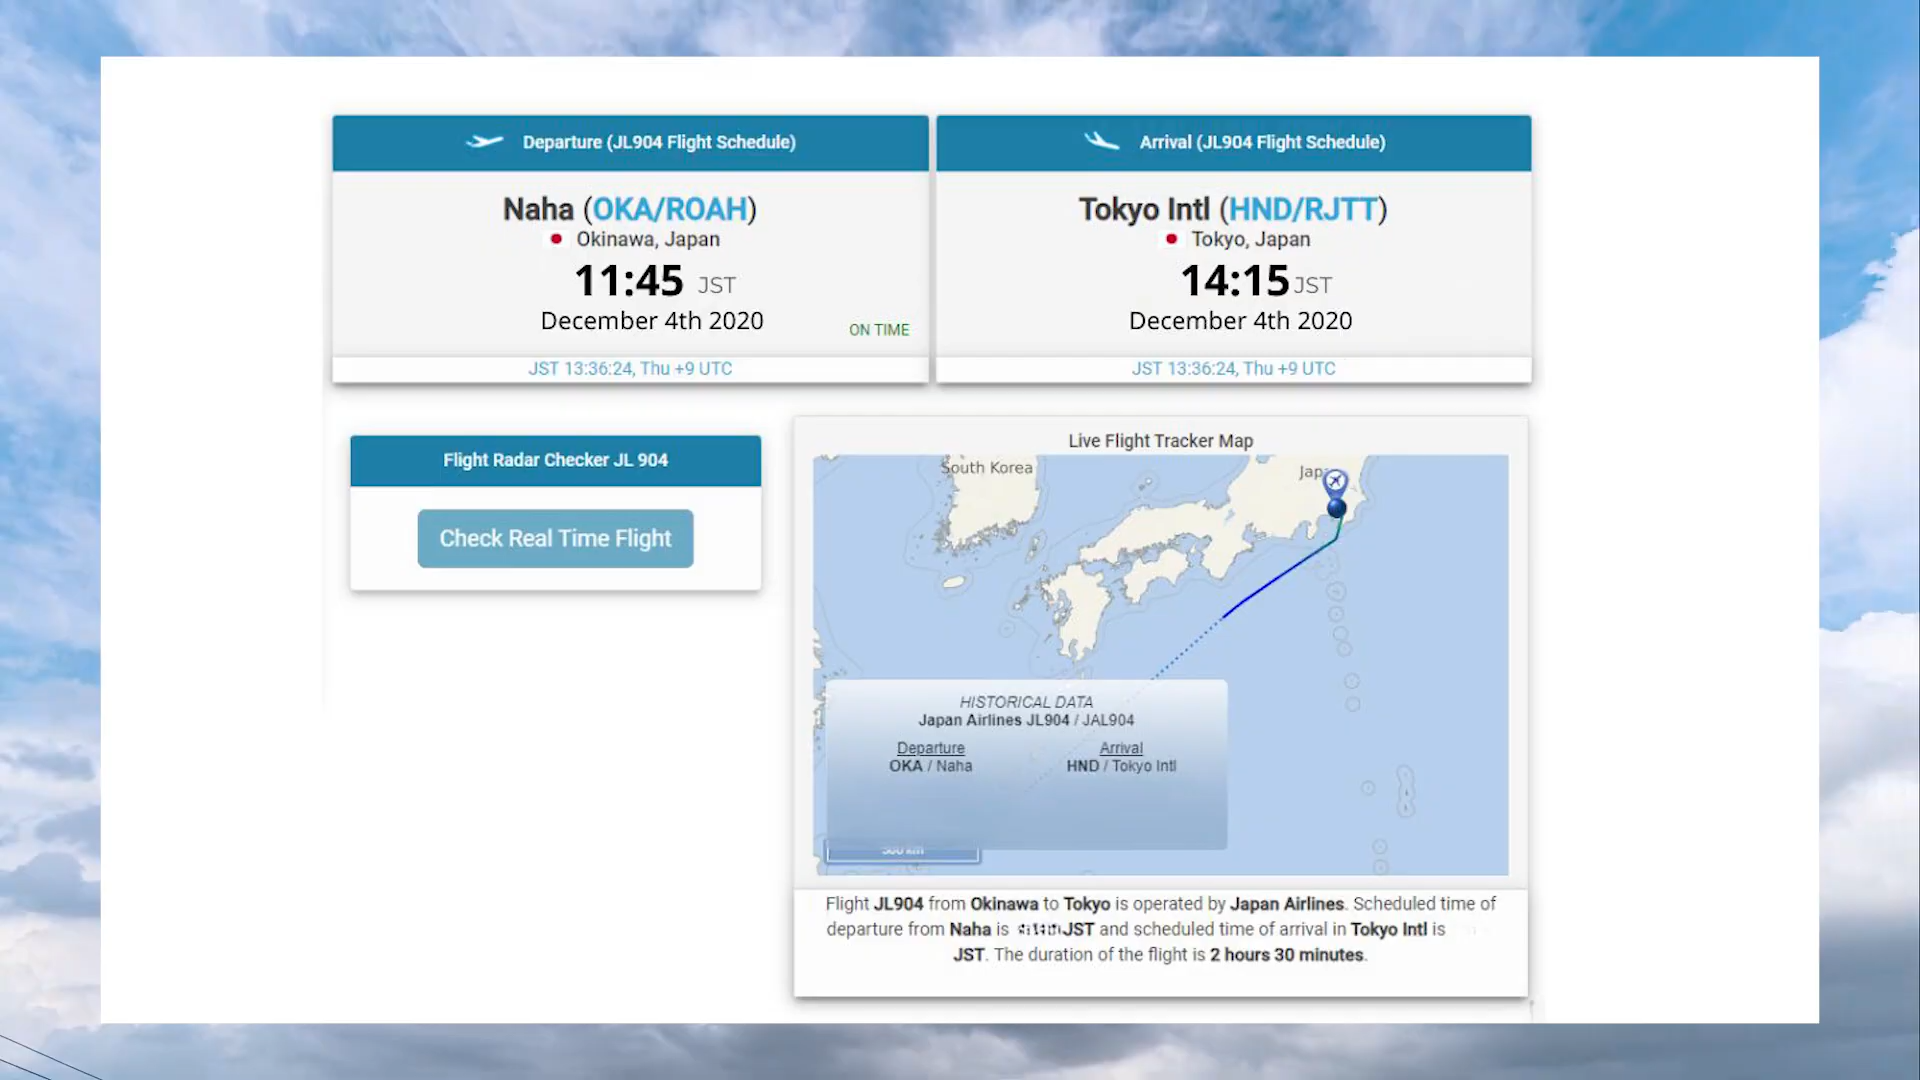 Departure (JL904 Flight Schedule)
Naha (OKA/ROAH)
Okinawa, Japan
11:45 JST
December 4th 2020
ON TIME
JST 13:36:24, Thu +9 UTC
Arrival (JL904 Flight Schedule)
Tokyo Intl (HND/RJTT)
Tokyo, Japan
14:15 JST
December 4th 2020
JST 13:36:24, Thu +9 UTC
Flight Radar Checker JL 904
Check Real Time Flight
Live Flight Tracker Map
South Korea
HISTORICAL DATA
Japan Airlines JL904 / JAL904
Departure
OKA / Naha
Arrival
HND / Tokyo Intl
500 km
Flight JL904 from Okinawa to Tokyo is operated by Japan Airlines. Scheduled time of
departure from Naha is JST and scheduled time of arrival in Tokyo Intl is
JST. The duration of the flight is 2 hours 30 minutes.